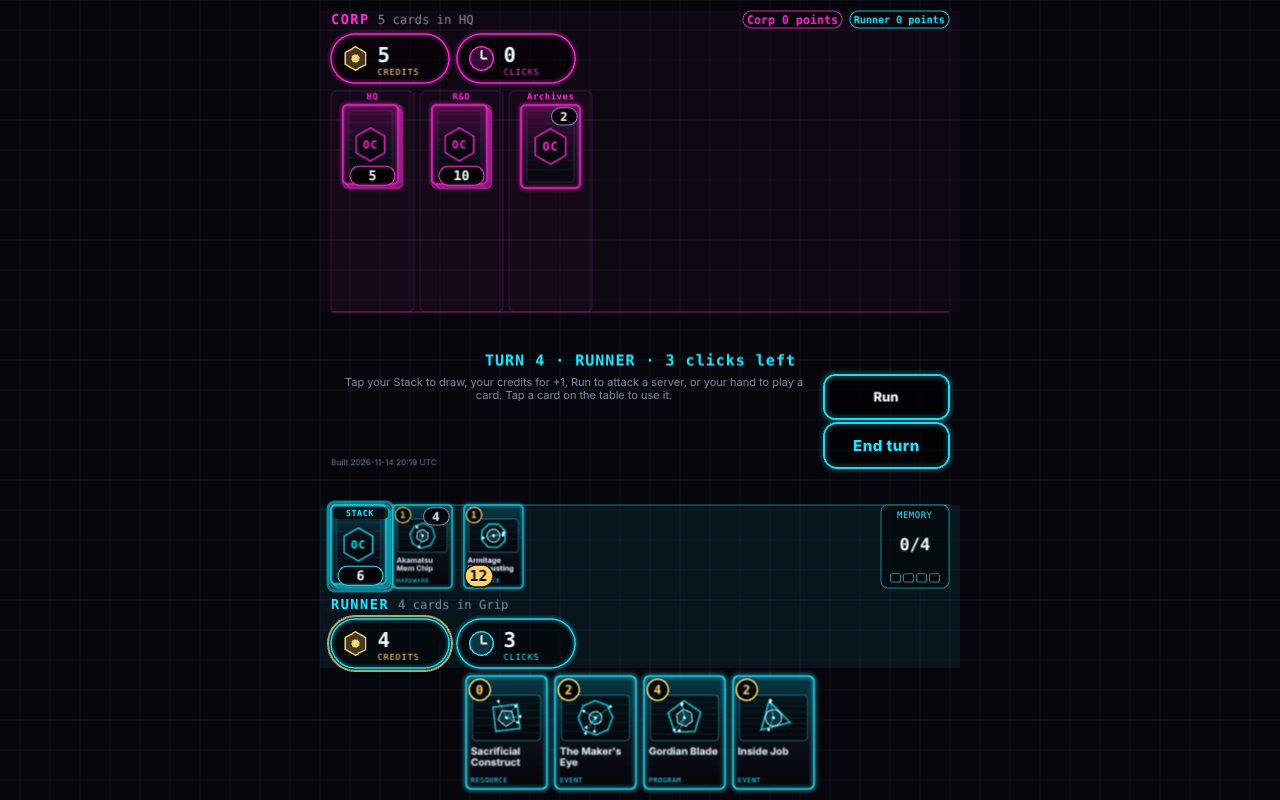 CORP 5 cards in HQ
Corp 0 points
Runner 0 points
5 CREDITS
0 CLICKS
HQ
OC
5
R&D
OC
10
Archives
2
OC
TURN 4 · RUNNER · 3 clicks left
Tap your Stack to draw, your credits for +1, Run to attack a server, or your hand to play a
card. Tap a card on the table to use it.
Run
End turn
Built 2026-11-14 20:19 UTC
STACK
OC
6
1
4
Akamatsu
Mem Chip
HARDWARE
1
Armitage
12
MEMORY
0/4
RUNNER 4 cards in Grip
4 CREDITS
3 CLICKS
0
Sacrificial
Construct
RESOURCE
2
The Maker's
Eye
EVENT
4
Gordian Blade
PROGRAM
2
Inside Job
EVENT